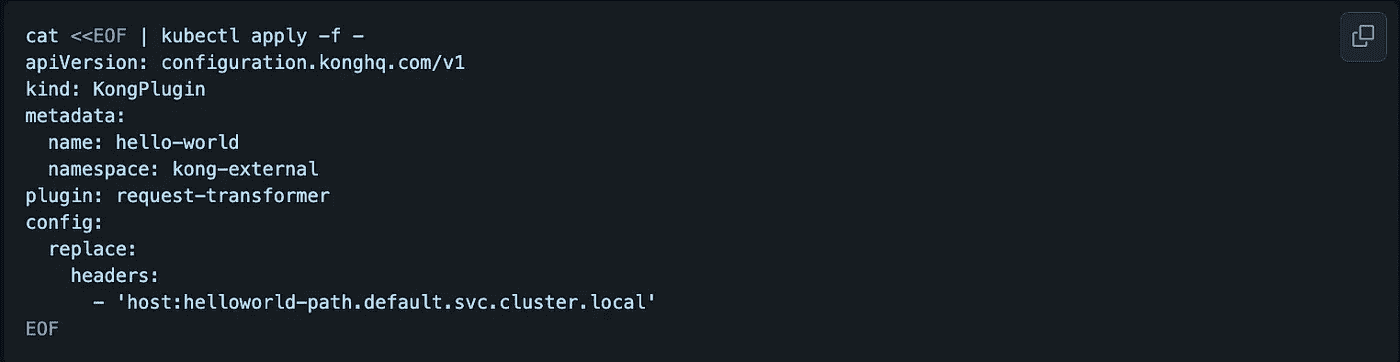 cat <<EOF | kubectl apply -f -
apiVersion: configuration.konghq.com/v1
kind: KongPlugin
metadata:
  name: hello-world
  namespace: kong-external
plugin: request-transformer
config:
  replace:
    headers:
      - 'host:helloworld-path.default.svc.cluster.local'
EOF